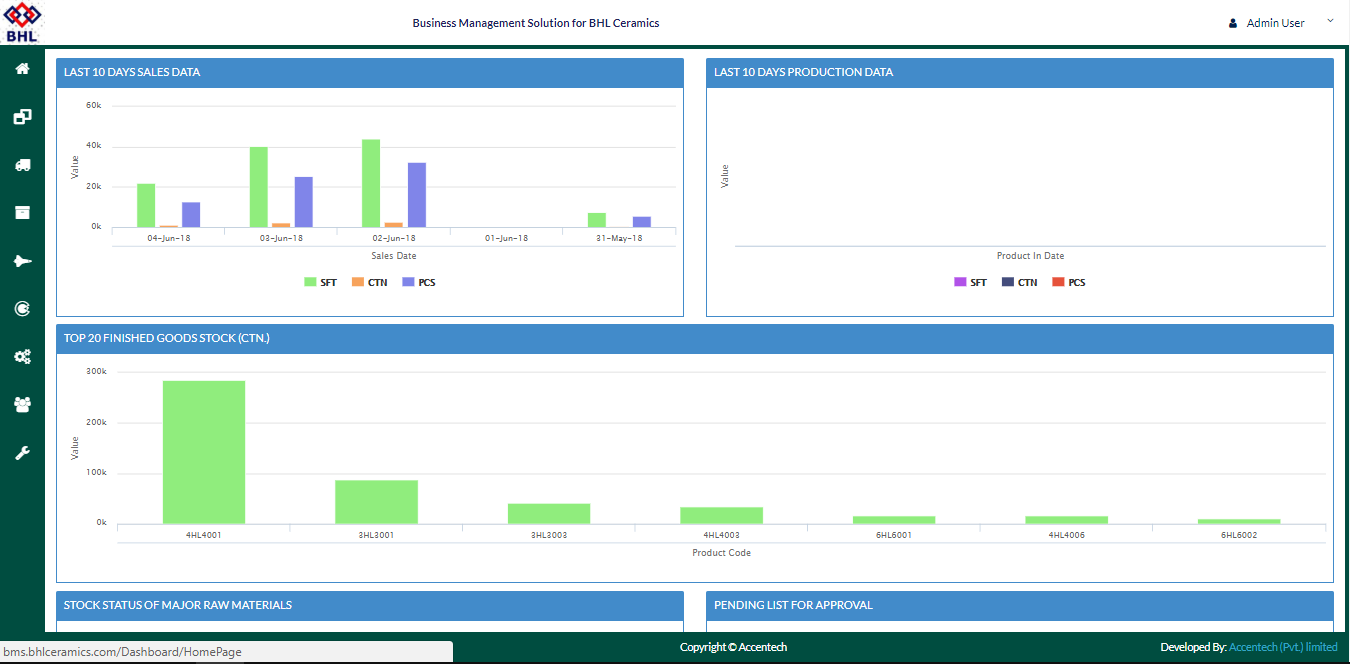 BHL
Business Management Solution for BHL Ceramics
Admin User
LAST 10 DAYS SALES DATA
60k
40k
20k
0k
Value
04-Jun-18
03-Jun-18
02-Jun-18
01-Jun-18
31-May-18
Sales Date
SFT
CTN
PCS
LAST 10 DAYS PRODUCTION DATA
Value
Product In Date
SFT
CTN
PCS
TOP 20 FINISHED GOODS STOCK (CTN.)
300k
200k
100k
0k
Value
4HL4001
3HL3001
3HL3003
4HL4003
6HL6001
4HL4006
6HL6002
Product Code
STOCK STATUS OF MAJOR RAW MATERIALS
PENDING LIST FOR APPROVAL
bms.bhlceramics.com/Dashboard/HomePage
Copyright © Accentech
Developed By: Accentech (Pvt.) limited